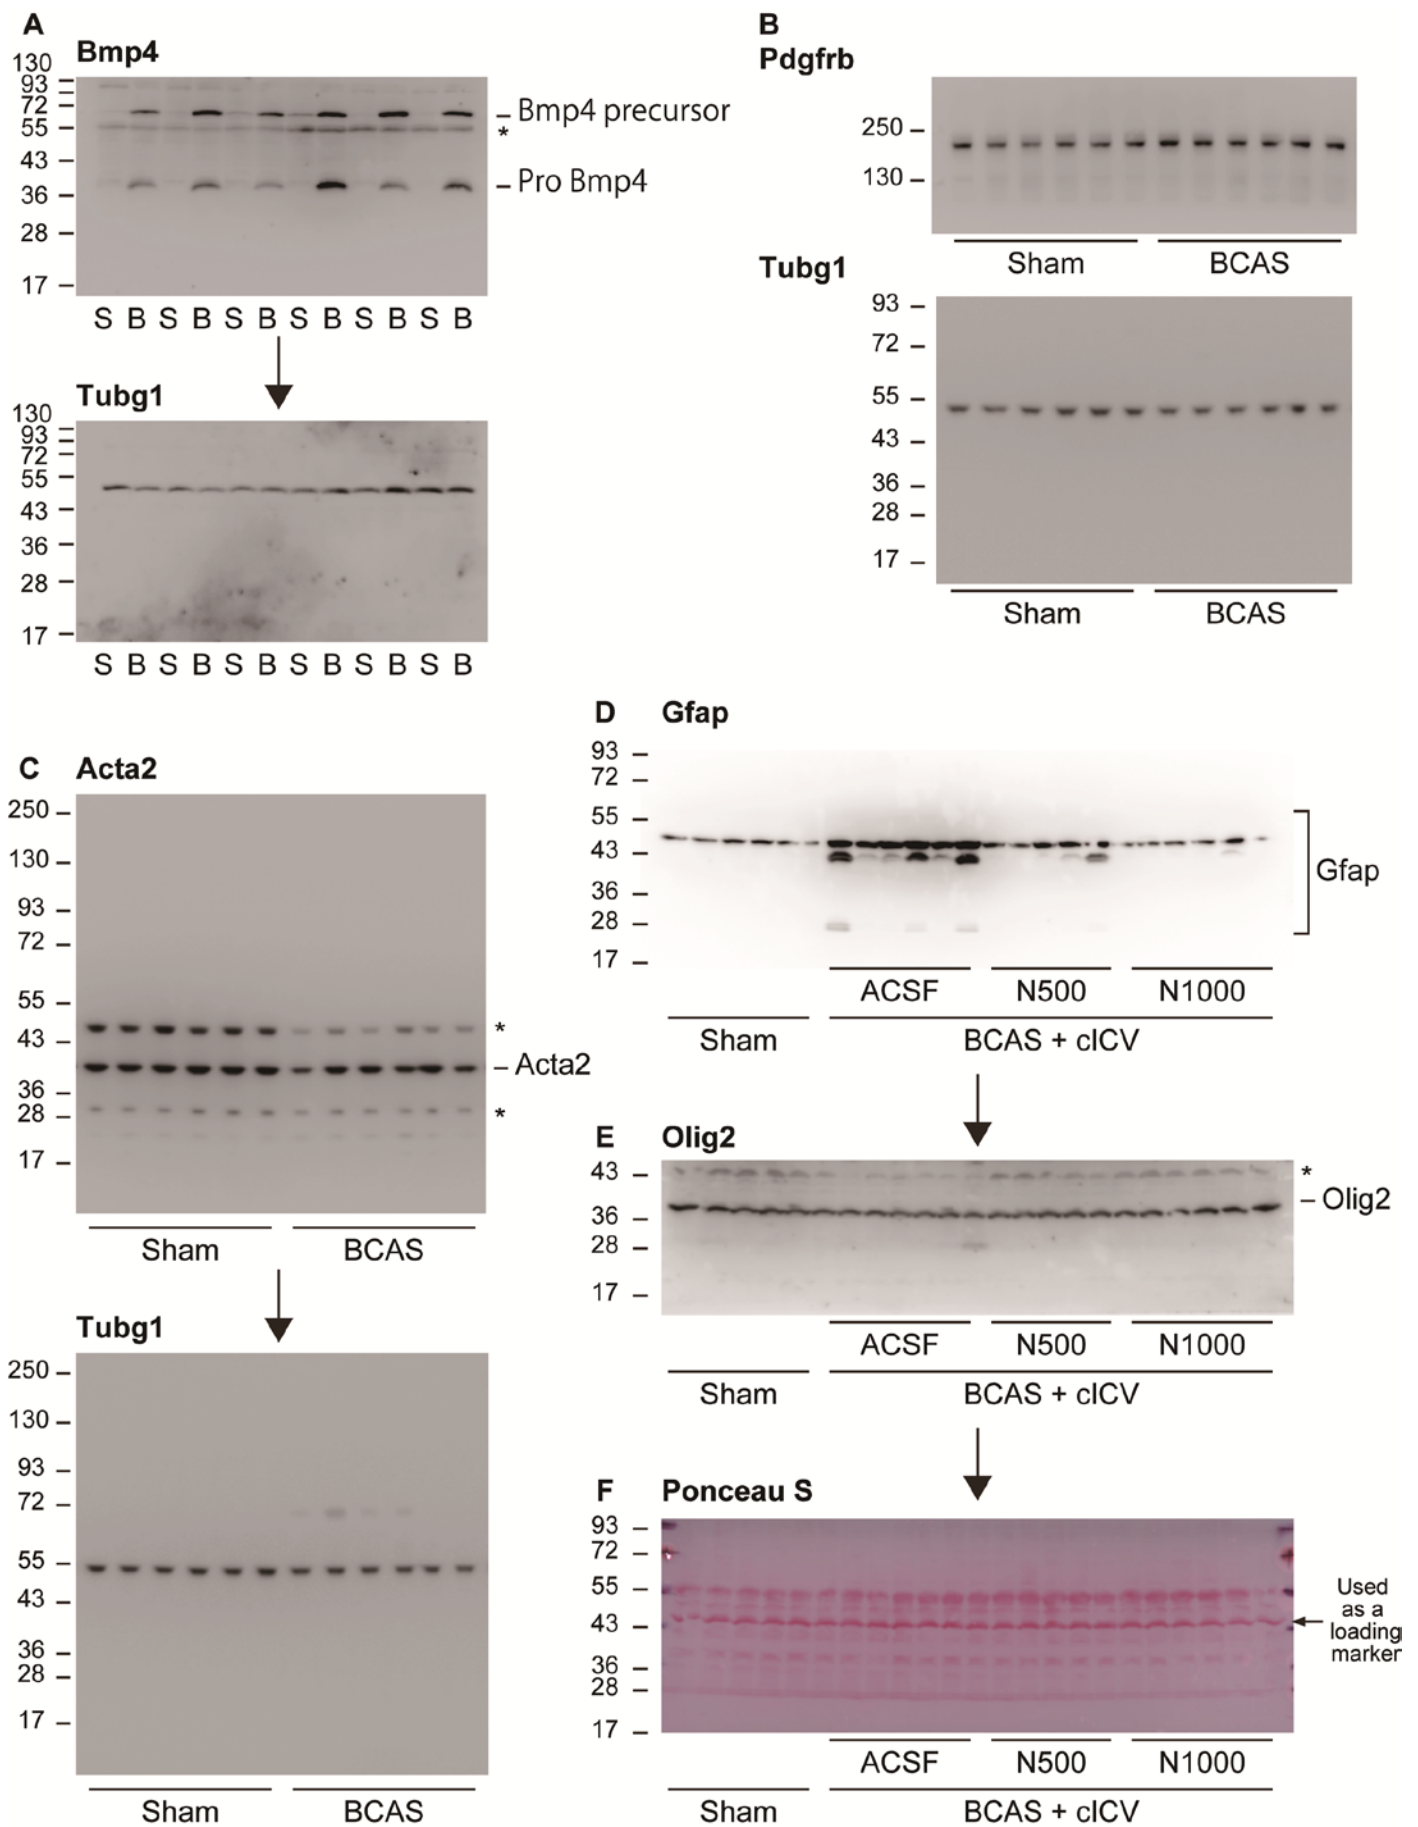 A
Bmp4
130
93
72
55
43
36
28
17
Bmp4 precursor
*
Pro Bmp4
S B S B S B S B S B S B
Tubg1
130
93
72
55
43
36
28
17
S B S B S B S B S B S B
B
Pdgfrb
250
130
Sham BCAS
Tubg1
93
72
55
43
36
28
17
Sham BCAS
C Acta2
250
130
93
72
55
43
36
28
17
*
Acta2
*
Sham BCAS
Tubg1
250
130
93
72
55
43
36
28
17
Sham BCAS
D Gfap
93
72
55
43
36
28
17
Gfap
ACSF N500 N1000
Sham BCAS + cICV
E Olig2
43
36
28
17
*
Olig2
ACSF N500 N1000
Sham BCAS + cICV
F Ponceau S
93
72
55
43
36
28
17
Used
as a
loading
marker
ACSF N500 N1000
Sham BCAS + cICV